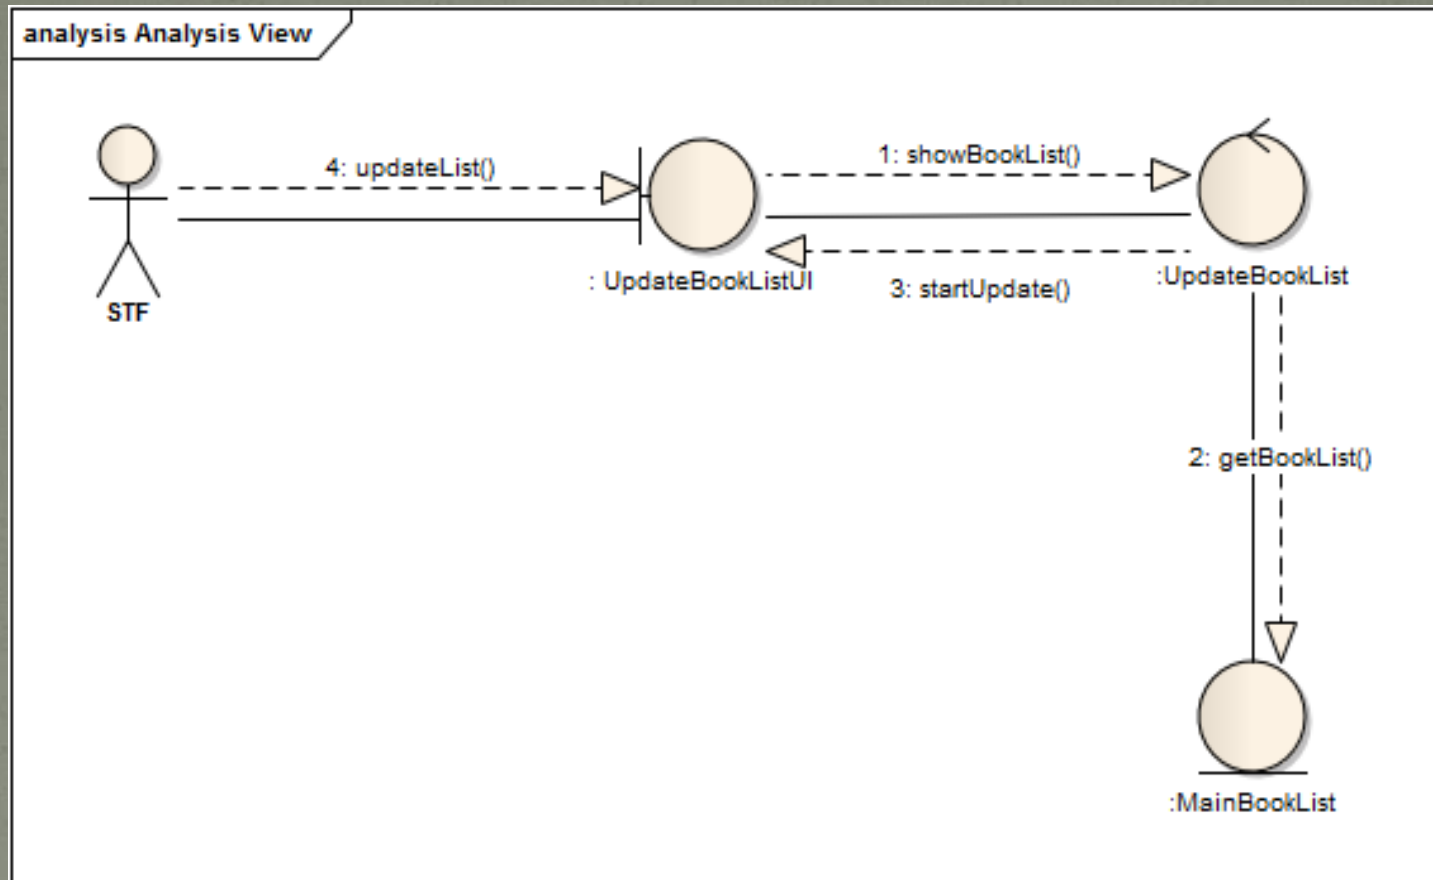 analysis Analysis View
4: updateList()
1: showBookList()
: UpdateBookListUI
:UpdateBookList
3: startUpdate()
STF
2: getBookList()
:MainBookList